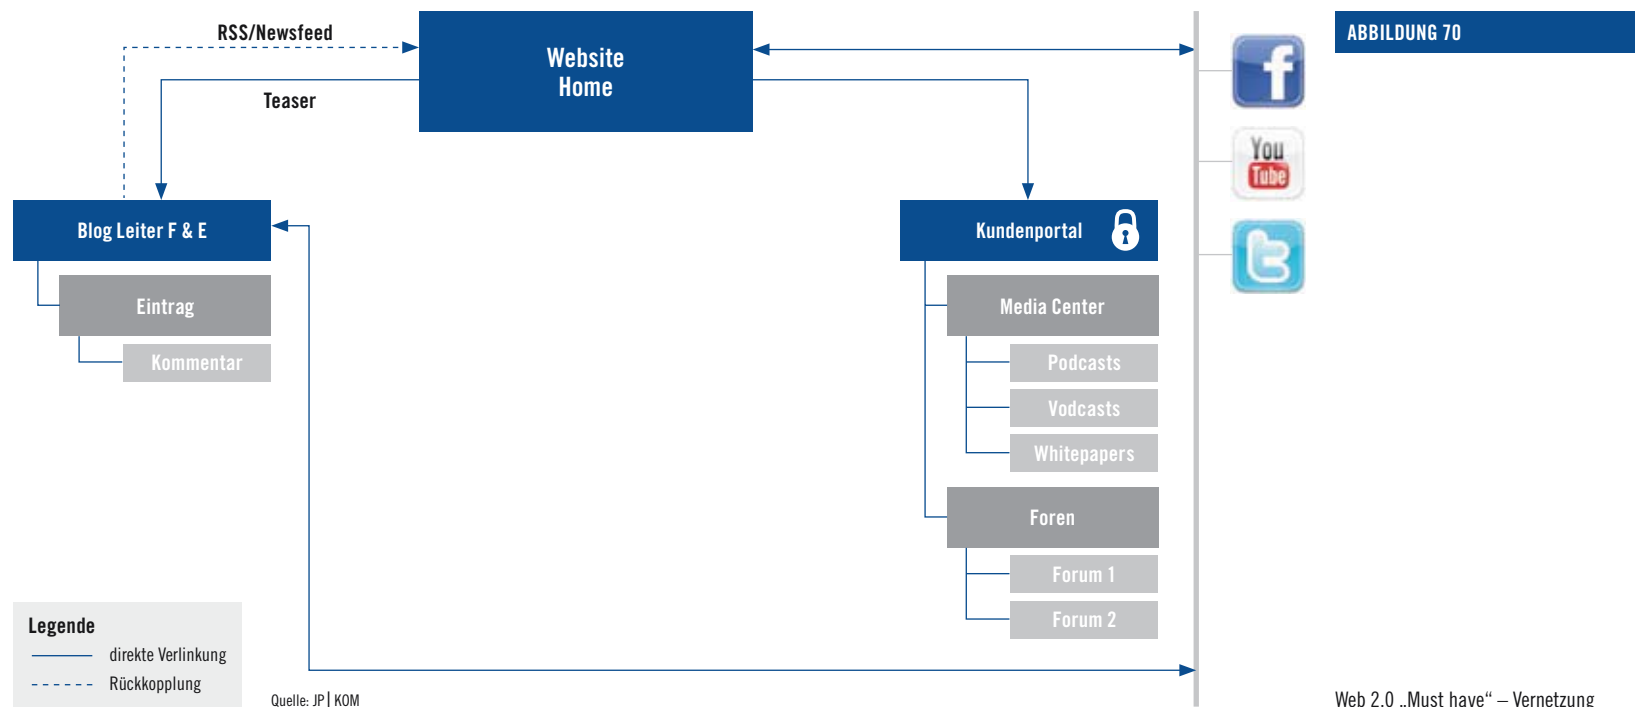 RSS/Newsfeed
Website
Home
Teaser
ABBILDUNG 70
You
Tube
Blog Leiter F & E
Eintrag
Kommentar
Kundenportal
Media Center
Podcasts
Vodcasts
Whitepapers
Foren
Forum 1
Forum 2
Legende
direkte Verlinkung
Rückkopplung
Quelle: JP | KOM
Web 2.0 „Must have“ – Vernetzung